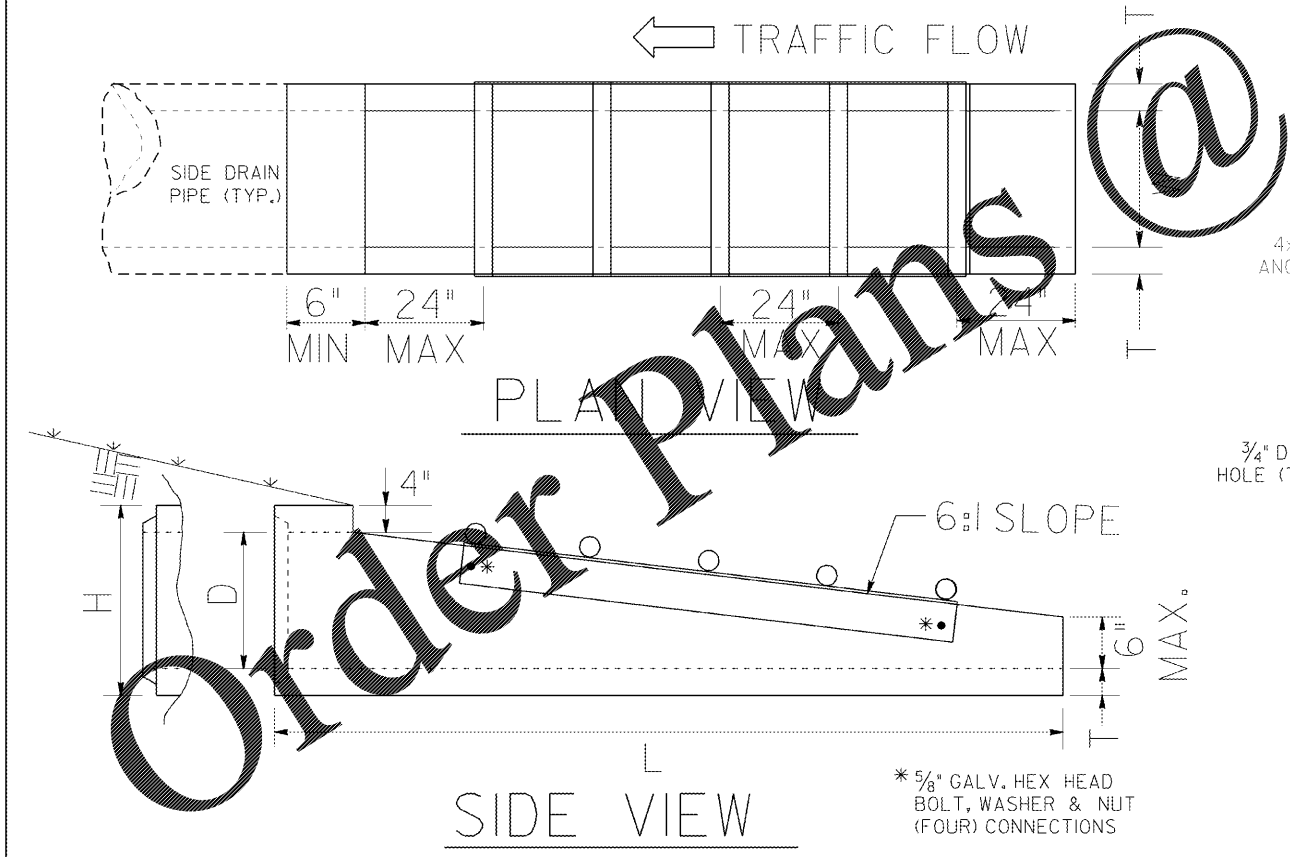 TRAFFIC FLOW
T
SIDE DRAIN
PIPE (TYP.)
6"
MIN
24"
MAX
24"
MAX
24"
MAX
T
PLAN VIEW
4"
6:1 SLOPE
H
D
6"
MAX.
T
L
SIDE VIEW
* 5/8" GALV. HEX HEAD
BOLT, WASHER & NUT
(FOUR) CONNECTIONS
3/4" D
HOLE (T
Order Plans @